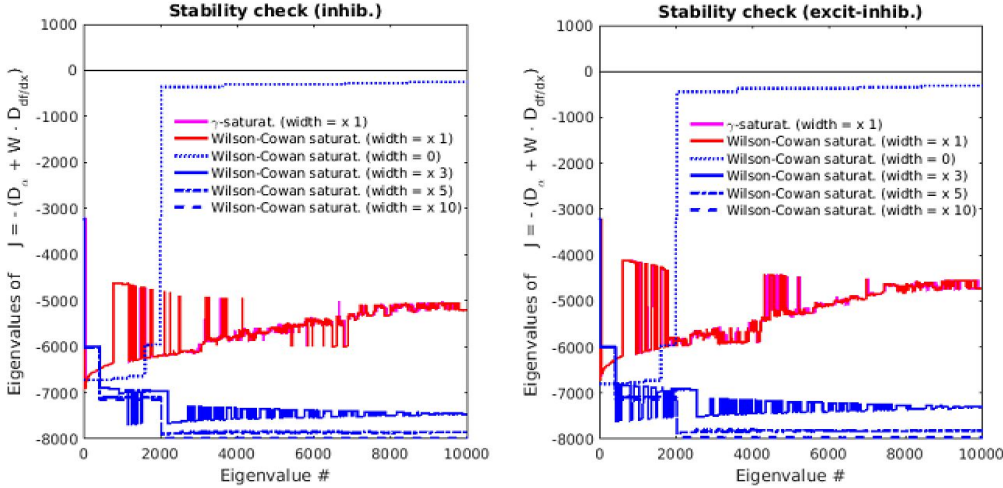 Stability check (inhib.)
Eigenvalues of J = - (D_α + W · D_df/dx)
1000
0
-1000
-2000
-3000
-4000
-5000
-6000
-7000
-8000
γ-saturat. (width = x 1)
Wilson-Cowan saturat. (width = x 1)
Wilson-Cowan saturat. (width = 0)
Wilson-Cowan saturat. (width = x 3)
Wilson-Cowan saturat. (width = x 5)
Wilson-Cowan saturat. (width = x 10)
0 2000 4000 6000 8000 10000
Eigenvalue #
Stability check (excit-inhib.)
Eigenvalues of J = - (D_α + W · D_df/dx)
1000
0
-1000
-2000
-3000
-4000
-5000
-6000
-7000
-8000
γ-saturat. (width = x 1)
Wilson-Cowan saturat. (width = x 1)
Wilson-Cowan saturat. (width = 0)
Wilson-Cowan saturat. (width = x 3)
Wilson-Cowan saturat. (width = x 5)
Wilson-Cowan saturat. (width = x 10)
0 2000 4000 6000 8000 10000
Eigenvalue #